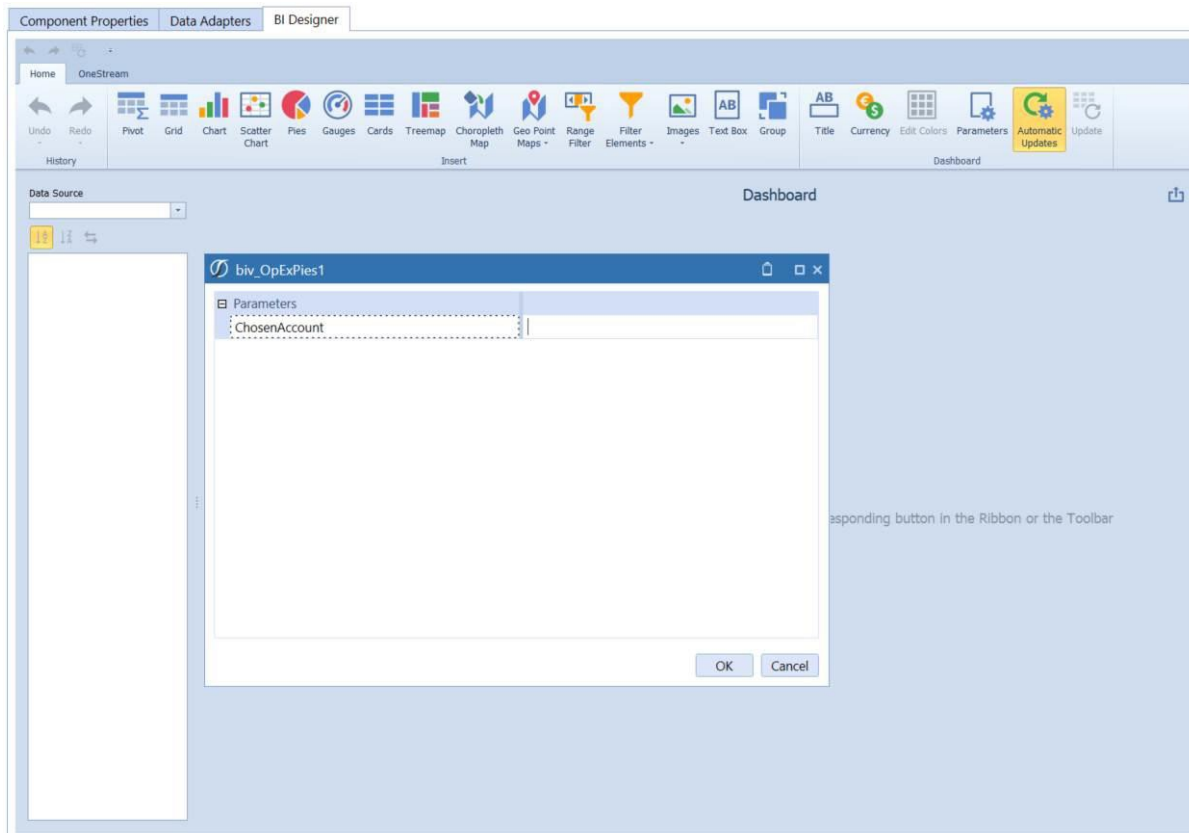 Component Properties Data Adapters BI Designer
Home OneStream
Undo Redo Pivot Grid Chart Scatter Chart Pies Gauges Cards Treemap Choropleth Map Geo Point Maps Range Filter Filter Elements Images AB Text Box Group AB Title Currency Edit Colors Parameters Automatic Updates Update
History Insert Dashboard
Data Source
Dashboard
biv_OpExPies1
Parameters
ChosenAccount
esponding button in the Ribbon or the Toolbar
OK Cancel